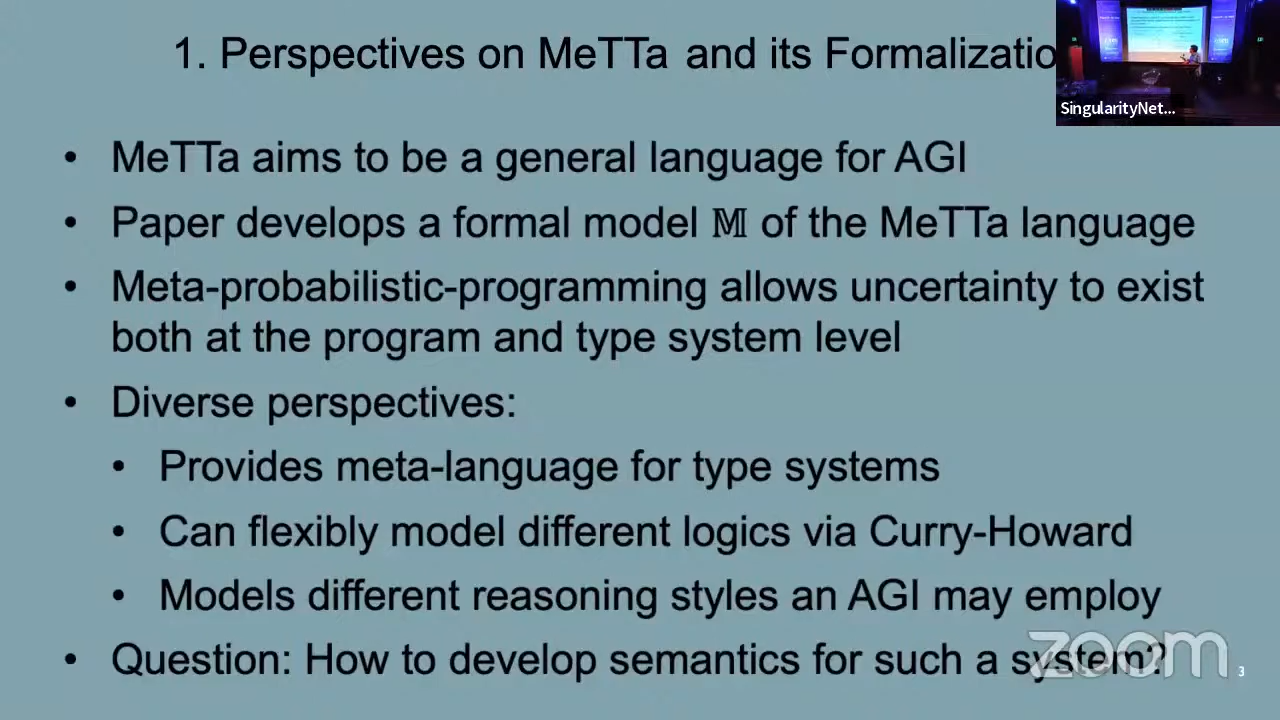 1. Perspectives on MeTTa and its Formalizatio
SingularityNet...
• MeTTa aims to be a general language for AGI
• Paper develops a formal model 𝕄 of the MeTTa language
• Meta-probabilistic-programming allows uncertainty to exist
both at the program and type system level
• Diverse perspectives:
• Provides meta-language for type systems
• Can flexibly model different logics via Curry-Howard
• Models different reasoning styles an AGI may employ
• Question: How to develop semantics for such a system?
zoom
3